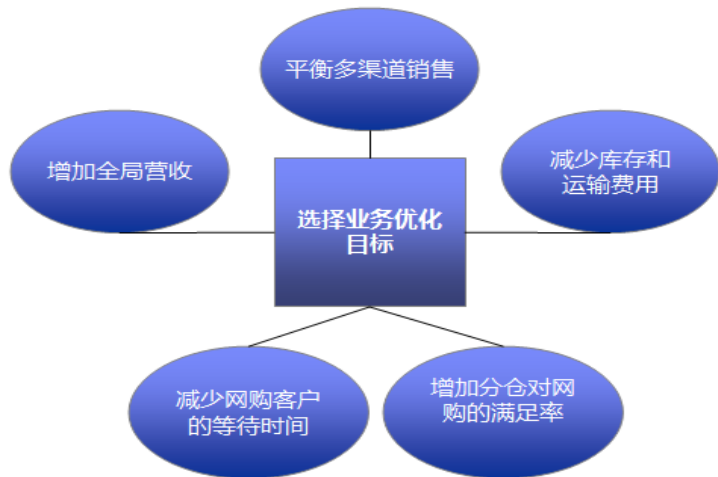 平衡多渠道销售
增加全局营收
减少库存和
运输费用
选择业务优化
目标
减少网购客户
的等待时间
增加分仓对网
购的满足率